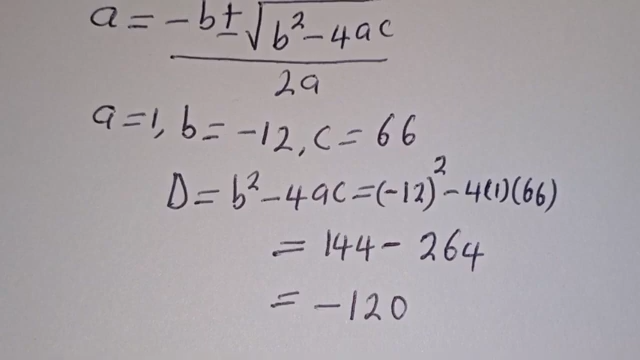 a = -b ± √b² - 4ac
2a
a = 1, b = -12, c = 66
D = b² - 4ac = (-12)² - 4(1)(66)
= 144 - 264
= -120